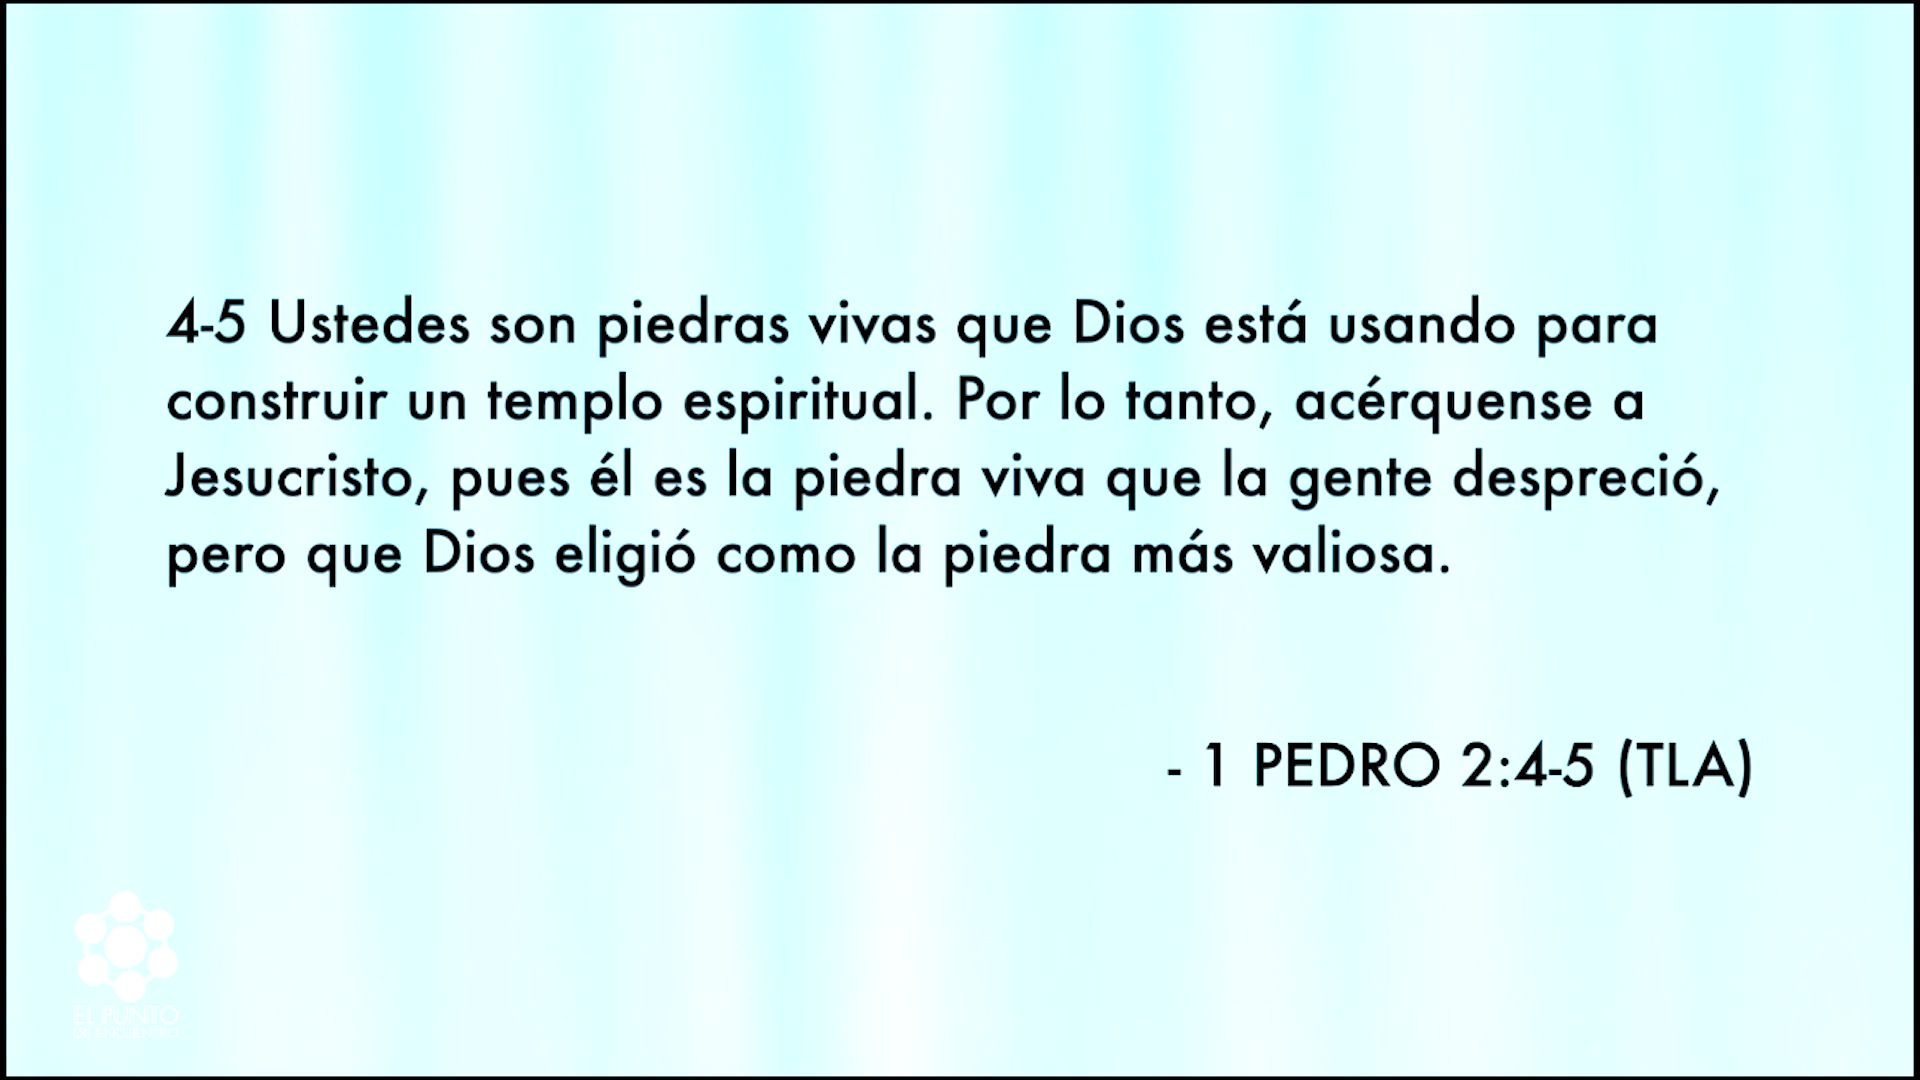 4-5 Ustedes son piedras vivas que Dios está usando para
construir un templo espiritual. Por lo tanto, acérquense a
Jesucristo, pues él es la piedra viva que la gente despreció,
pero que Dios eligió como la piedra más valiosa.
- 1 PEDRO 2:4-5 (TLA)
EL PUNTO
DE ENCUENTRO